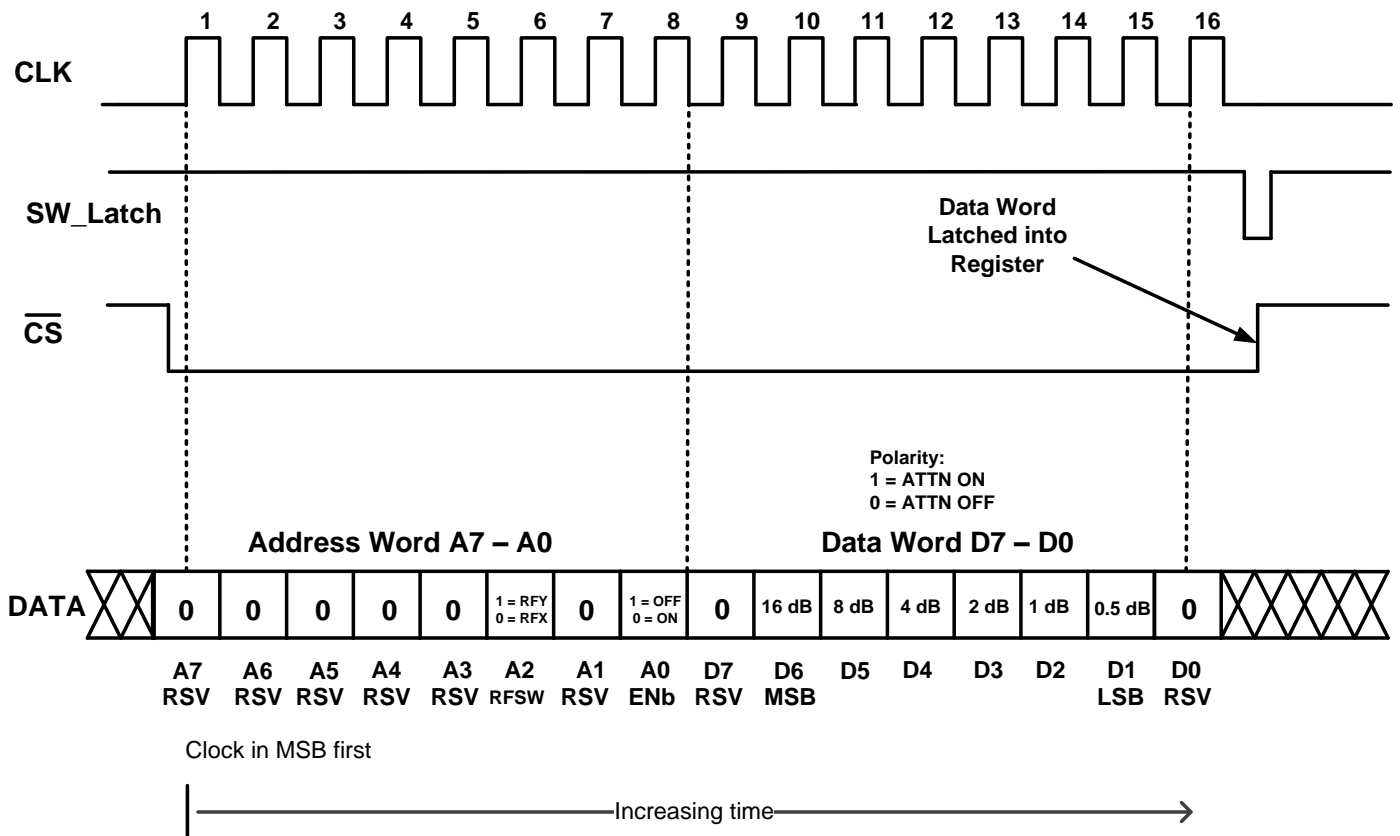 1 2 3 4 5 6 7 8 9 10 11 12 13 14 15 16
CLK
SW_Latch
Data Word
Latched into
Register
CS
Polarity:
1 = ATTN ON
0 = ATTN OFF
Address Word A7 – A0
Data Word D7 – D0
DATA
0 0 0 0 0 1 = RFY 0 = RFX 0 1 = OFF 0 = ON 0 16 dB 8 dB 4 dB 2 dB 1 dB 0.5 dB 0
A7 A6 A5 A4 A3 A2 A1 A0 D7 D6 D5 D4 D3 D2 D1 D0
RSV RSV RSV RSV RSV RFSW RSV ENb RSV MSB LSB RSV
Clock in MSB first
Increasing time